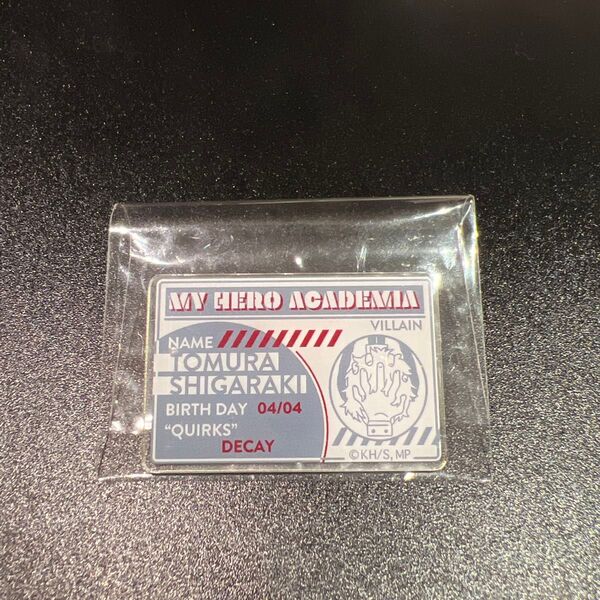 MY HERO ACADEMIA
VILLAIN
NAME
TOMURA
SHIGARAKI
BIRTH DAY 04/04
"QUIRKS"
DECAY
©KH/S, MP